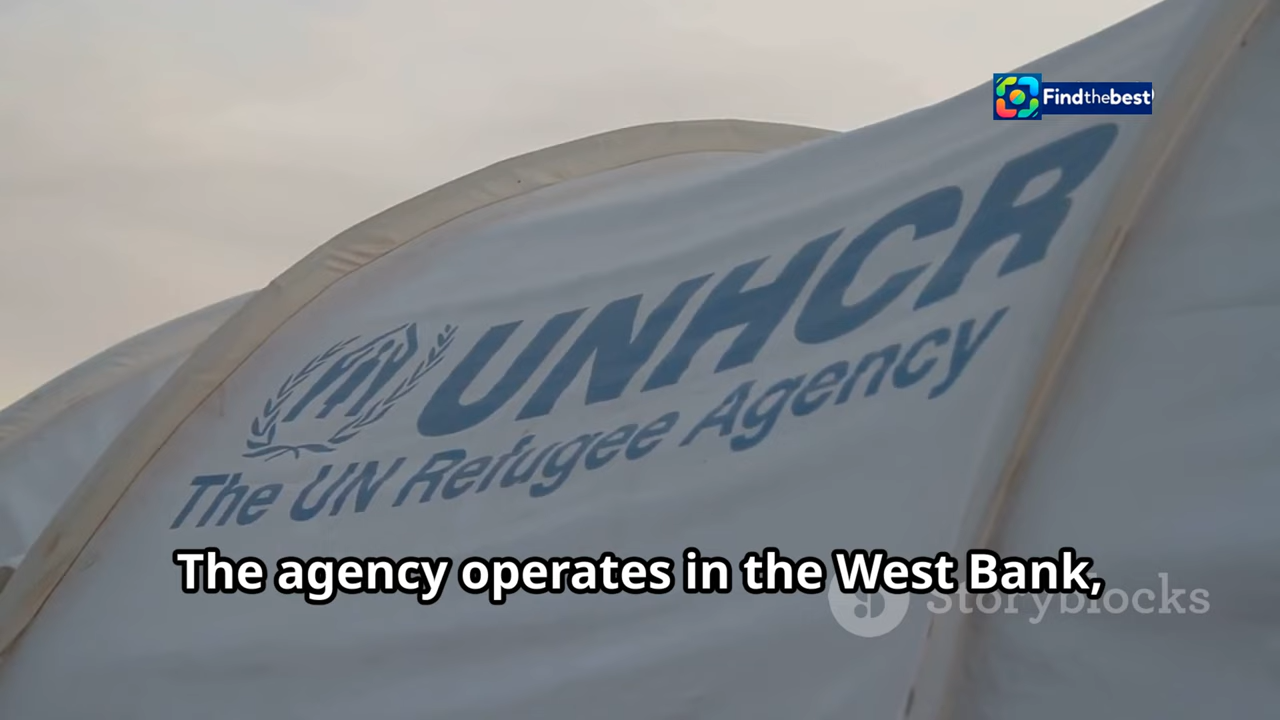 Findthebest
UNHCR
The UN Refugee Agency
The agency operates in the West Bank,
Storyblocks